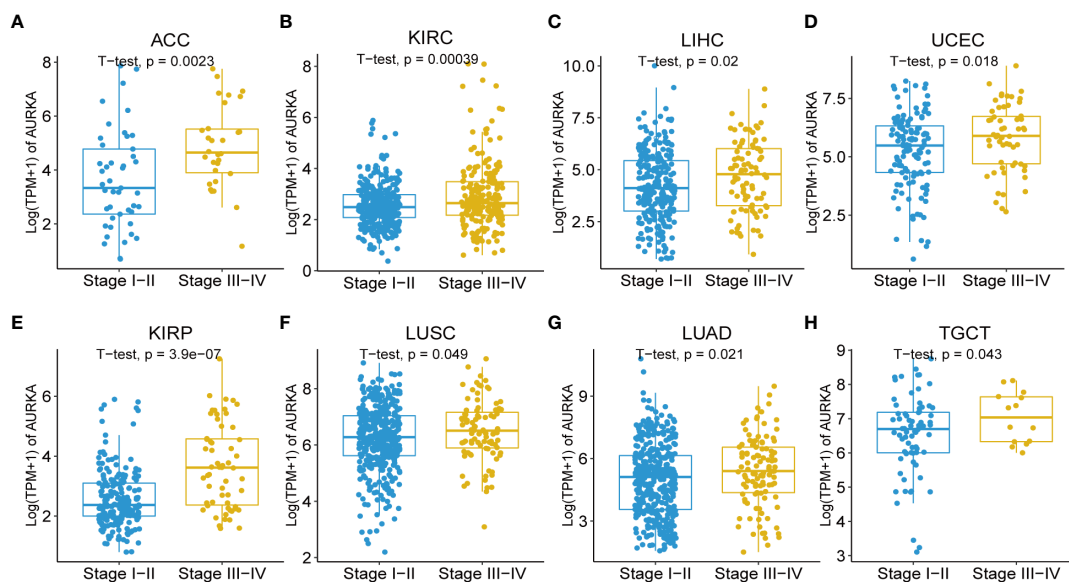 A
ACC
T−test, p = 0.0023
Log(TPM+1) of AURKA
8
6
4
2
Stage I−II
Stage III−IV
B
KIRC
T−test, p = 0.00039
Log(TPM+1) of AURKA
8
6
4
2
0
Stage I−II
Stage III−IV
C
LIHC
T−test, p = 0.02
Log(TPM+1) of AURKA
10.0
7.5
5.0
2.5
Stage I−II
Stage III−IV
D
UCEC
T−test, p = 0.018
Log(TPM+1) of AURKA
7.5
5.0
2.5
Stage I−II
Stage III−IV
E
KIRP
T−test, p = 3.9e−07
Log(TPM+1) of AURKA
6
4
2
Stage I−II
Stage III−IV
F
LUSC
T−test, p = 0.049
Log(TPM+1) of AURKA
8
6
4
2
Stage I−II
Stage III−IV
G
LUAD
T−test, p = 0.021
Log(TPM+1) of AURKA
9
6
3
Stage I−II
Stage III−IV
H
TGCT
T−test, p = 0.043
Log(TPM+1) of AURKA
9
8
7
6
5
4
3
Stage I−II
Stage III−IV